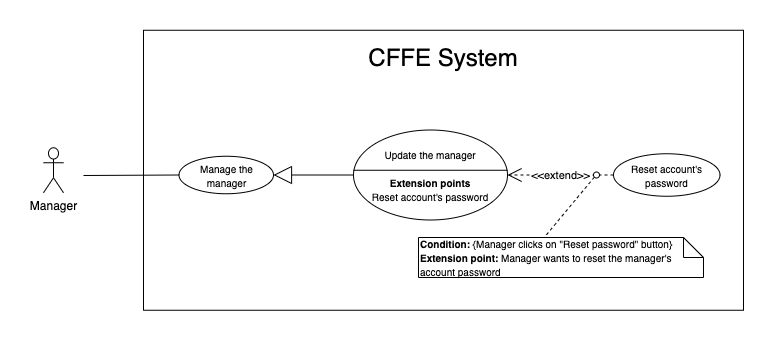 CFFE System
Manager
Manage the
manager
Update the manager
Extension points
Reset account's password
<<extend>>
Reset account's
password
Condition: {Manager clicks on "Reset password" button}
Extension point: Manager wants to reset the manager's
account password